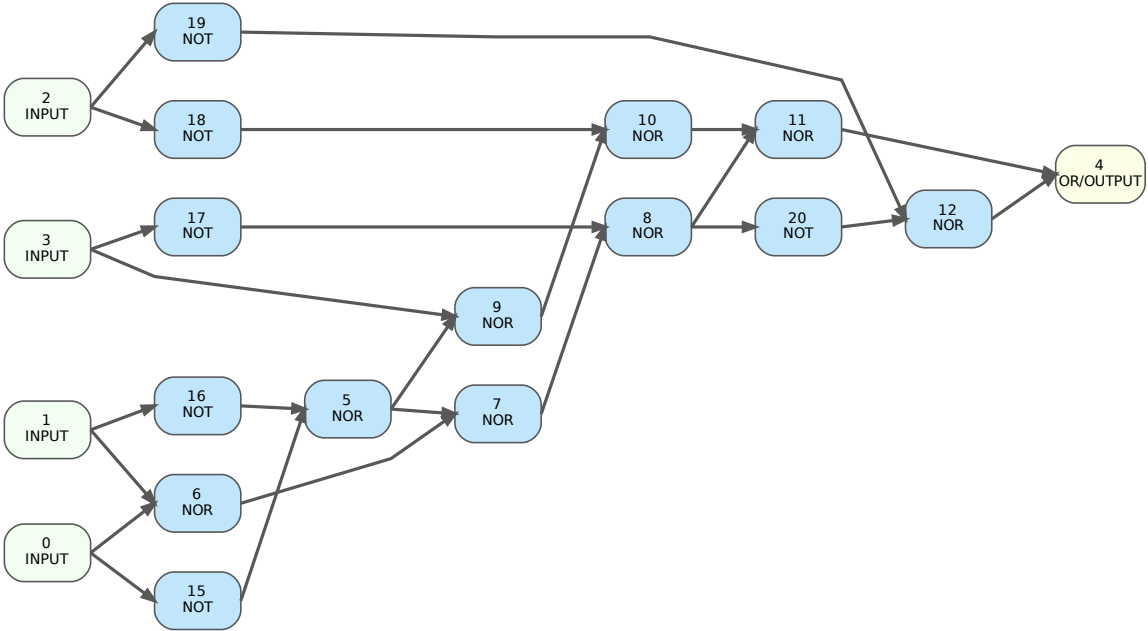 19
NOT
2
INPUT
18
NOT
10
NOR
11
NOR
4
OR/OUTPUT
3
INPUT
17
NOT
8
NOR
20
NOT
12
NOR
9
NOR
1
INPUT
16
NOT
5
NOR
7
NOR
6
NOR
0
INPUT
15
NOT